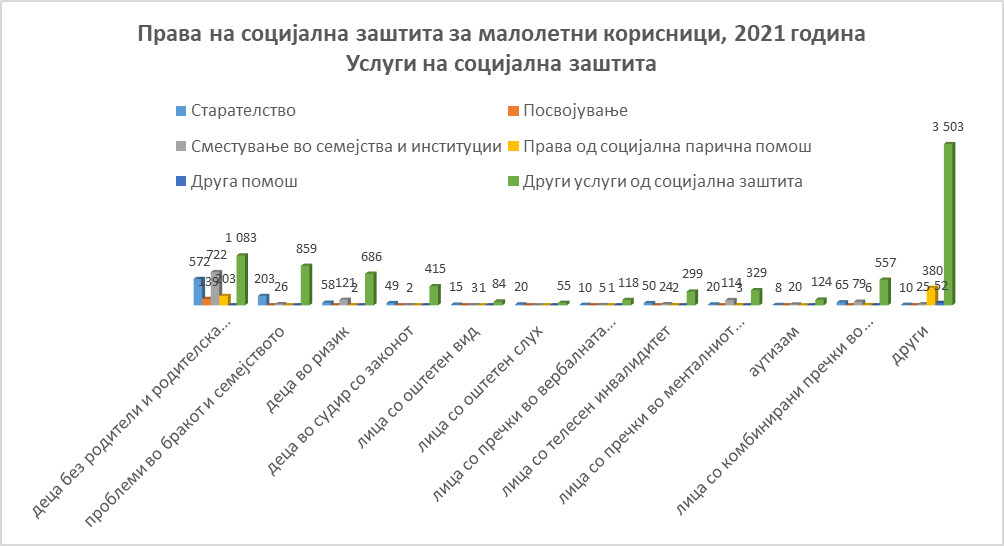 Права на социјална заштита за малолетни корисници, 2021 година
Услуги на социјална заштита
Старателство
Посвојување
Сместување во семејства и институции
Права од социјална парична помош
Друга помош
Други услуги од социјална заштита
572 139 722 203 1 083
203 26 859
58 121 2 686
49 2 415
15 3 1 84
20 55
10 5 1 118
50 24 2 299
20 114 3 329
8 20 124
65 79 6 557
10 25 380 52 3 503
деца без родители и родителска...
проблеми во бракот и семејството
деца во ризик
деца во судир со законот
лица со оштетен вид
лица со оштетен слух
лица со пречки во вербалната...
лица со телесен инвалидитет
лица со пречки во менталниот...
аутизам
лица со комбинирани пречки во...
други